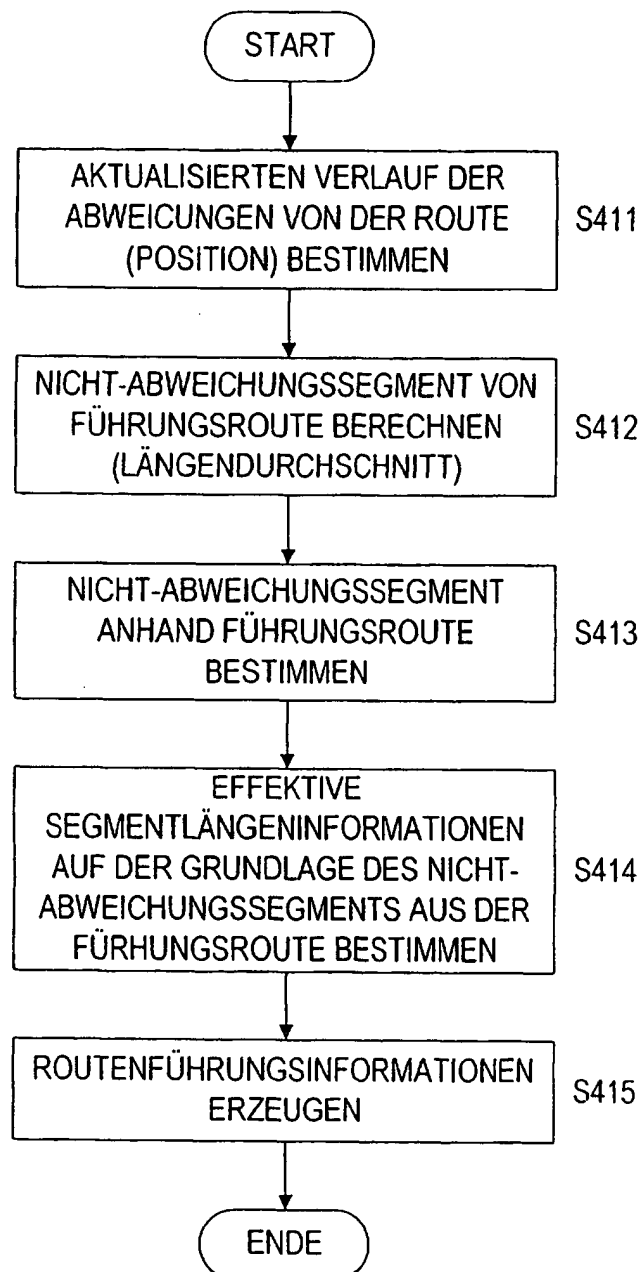 START
AKTUALISIERTEN VERLAUF DER
ABWEICUNGEN VON DER ROUTE
(POSITION) BESTIMMEN
S411
NICHT-ABWEICHUNGSSEGMENT VON
FÜHRUNGSROUTE BERECHNEN
(LÄNGENDURCHSCHNITT)
S412
NICHT-ABWEICHUNGSSEGMENT
ANHAND FÜHRUNGSROUTE
BESTIMMEN
S413
EFFEKTIVE
SEGMENTLÄNGENINFORMATIONEN
AUF DER GRUNDLAGE DES NICHT-
ABWEICHUNGSSEGMENTS AUS DER
FÜRHUNGSROUTE BESTIMMEN
S414
ROUTENFÜHRUNGSINFORMATIONEN
ERZEUGEN
S415
ENDE